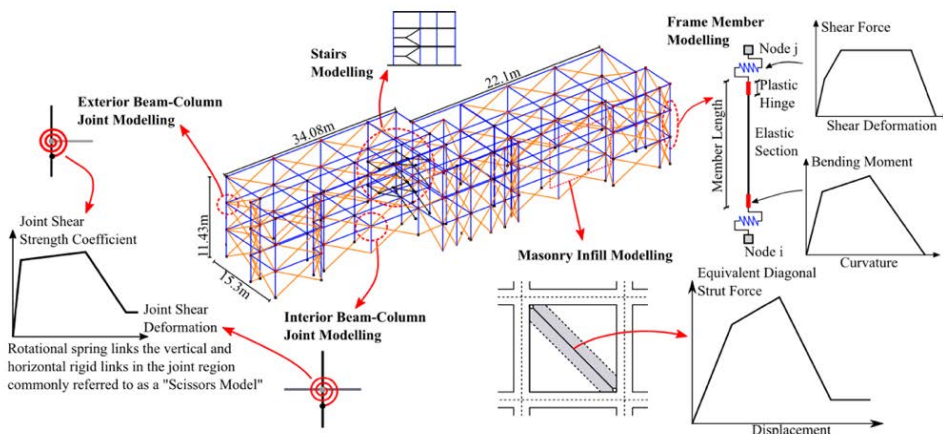 Stairs
Modelling
Exterior Beam-Column
Joint Modelling
34.08m
22.1m
11.43m
15.3m
Joint Shear
Strength Coefficient
Joint Shear
Deformation
Rotational spring links the vertical and
horizontal rigid links in the joint region
commonly referred to as a "Scissors Model"
Interior Beam-Column
Joint Modelling
Masonry Infill Modelling
Equivalent Diagonal
Strut Force
Displacement
Frame Member
Modelling
Node j
Plastic
Hinge
Member Length
Elastic
Section
Node i
Shear Force
Shear Deformation
Bending Moment
Curvature